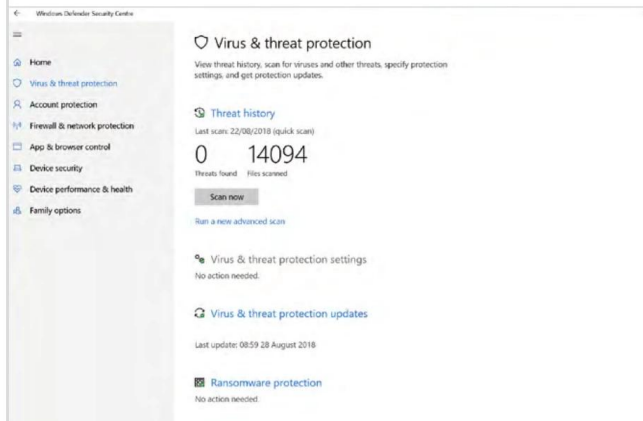 Windows Defender Security Centre
Home
Virus & threat protection
Account protection
Firewall & network protection
App & browser control
Device security
Device performance & health
Family options
Virus & threat protection
View threat history, scan for viruses and other threats, specify protection
settings, and get protection updates.
Threat history
Last scan: 22/08/2018 (quick scan)
0 14094
Threats found Files scanned
Scan now
Run a new advanced scan
Virus & threat protection settings
No action needed.
Virus & threat protection updates
Last update: 08:59 28 August 2018
Ransomware protection
No action needed.